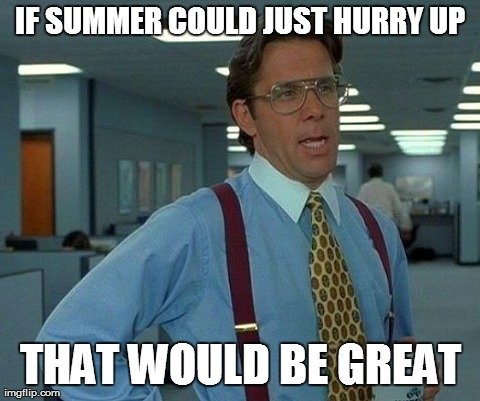 IF SUMMER COULD JUST HURRY UP
THAT WOULD BE GREAT
imgflip.com